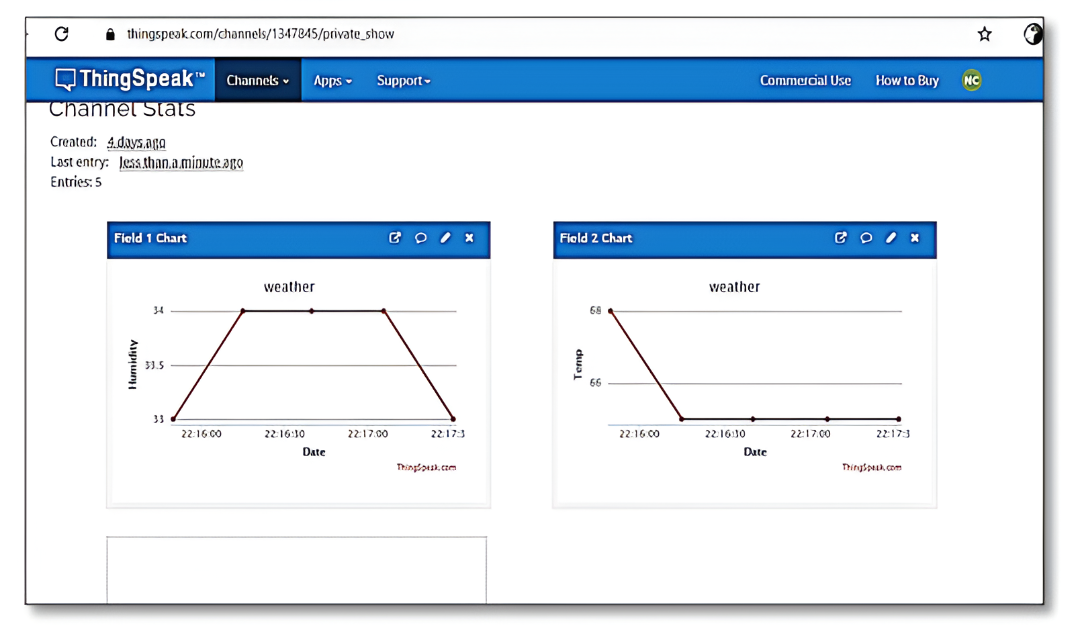 thingspeak.com/channels/1347845/private_show
ThingSpeak™ Channels Apps Support Commercial Use How to Buy NC
Channel Stats
Created: 4 days ago
Last entry: less than a minute ago
Entries: 5
Field 1 Chart
weather
34
33.5
33
Humidity
22:16:00 22:16:30 22:17:00 22:17:3
Date
ThingSpeak.com
Field 2 Chart
weather
68
66
Temp
22:16:00 22:16:30 22:17:00 22:17:3
Date
ThingSpeak.com